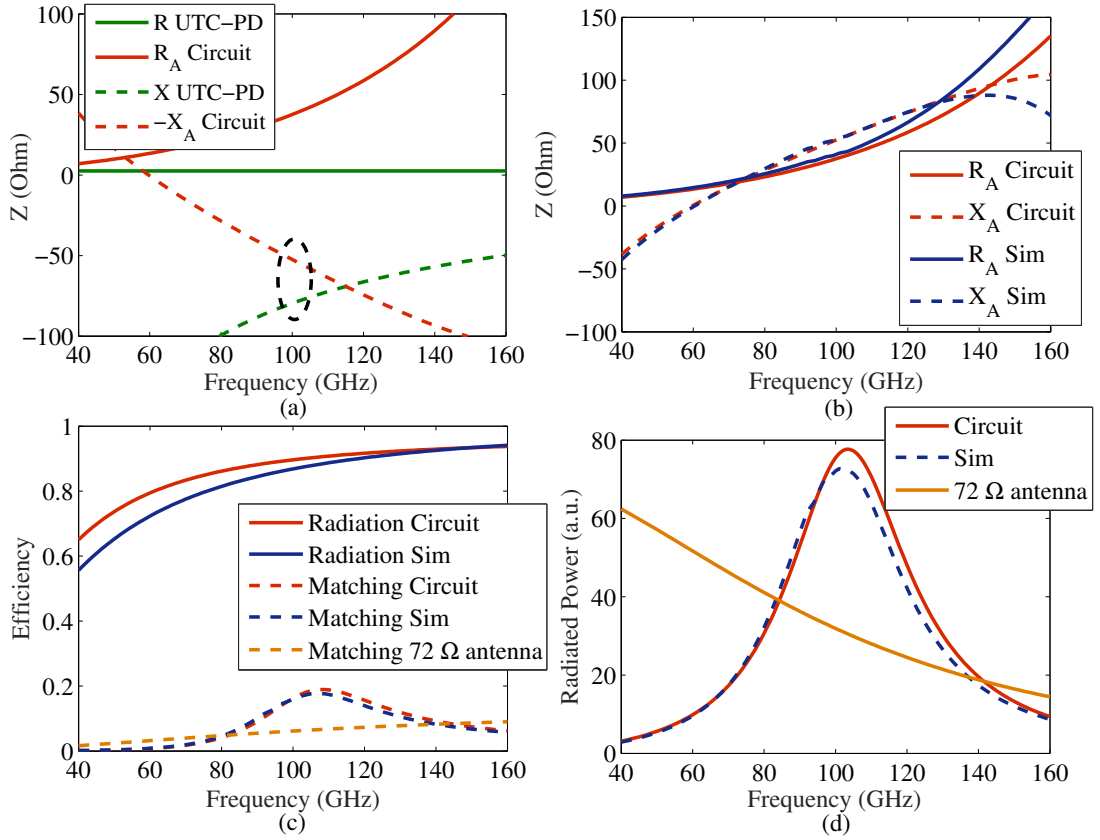 100
50
0
−50
−100
Z (Ohm)
R UTC−PD
R_A Circuit
X UTC−PD
−X_A Circuit
40 60 80 100 120 140 160
Frequency (GHz)
(a)
150
100
50
0
−50
−100
Z (Ohm)
R_A Circuit
X_A Circuit
R_A Sim
X_A Sim
40 60 80 100 120 140 160
Frequency (GHz)
(b)
1
0.8
0.6
0.4
0.2
0
Efficiency
Radiation Circuit
Radiation Sim
Matching Circuit
Matching Sim
Matching 72 Ω antenna
40 60 80 100 120 140 160
Frequency (GHz)
(c)
80
60
40
20
0
Radiated Power (a.u.)
Circuit
Sim
72 Ω antenna
40 60 80 100 120 140 160
Frequency (GHz)
(d)